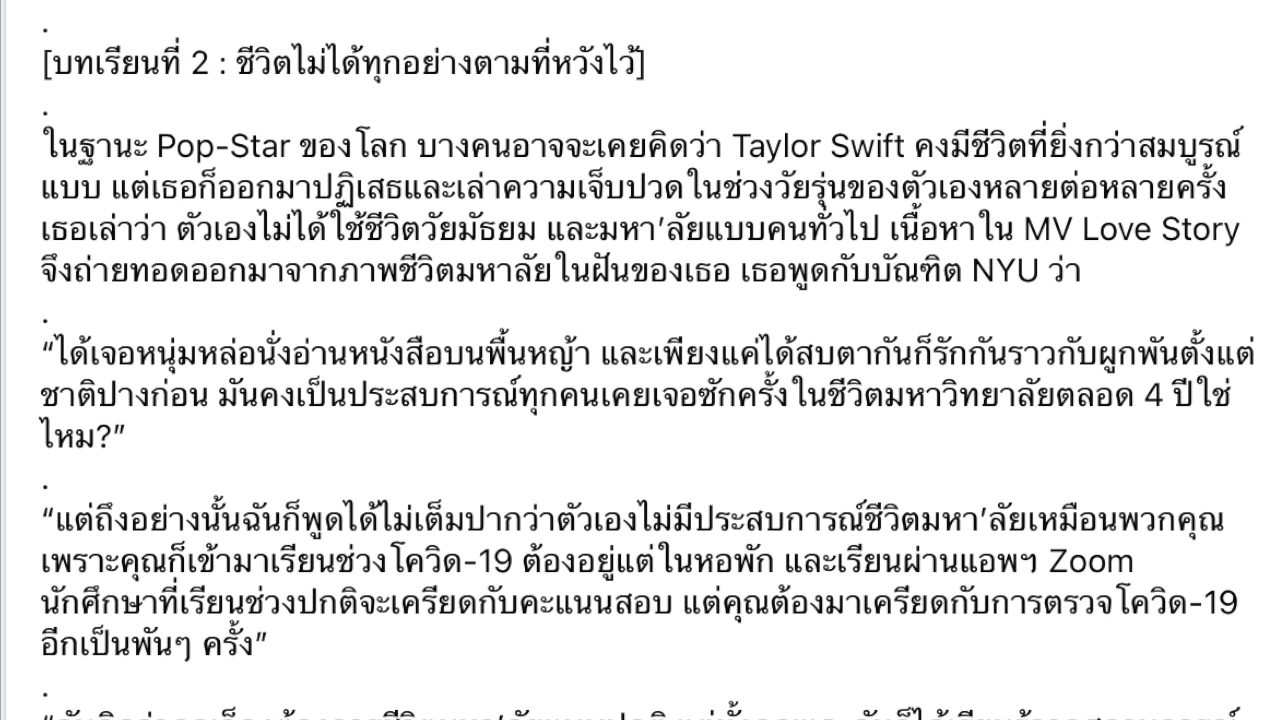 .
[บทเรียนที่ 2 : ชีวิตไม่ได้ทุกอย่างตามที่หวังไว้]
.
ในฐานะ Pop-Star ของโลก บางคนอาจจะเคยคิดว่า Taylor Swift คงมีชีวิตที่ยิ่งกว่าสมบูรณ์
แบบ แต่เธอก็ออกมาปฏิเสธและเล่าความเจ็บปวดในช่วงวัยรุ่นของตัวเองหลายต่อหลายครั้ง
เธอเล่าว่า ตัวเองไม่ได้ใช้ชีวิตวัยมัธยม และมหา’ลัยแบบคนทั่วไป เนื้อหาใน MV Love Story
จึงถ่ายทอดออกมาจากภาพชีวิตมหาลัยในฝันของเธอ เธอพูดกับบัณฑิต NYU ว่า
.
“ได้เจอหนุ่มหล่อนั่งอ่านหนังสือบนพื้นหญ้า และเพียงแค่ได้สบตากันก็รักกันราวกับผูกพันตั้งแต่
ชาติปางก่อน มันคงเป็นประสบการณ์ทุกคนเคยเจอซักครั้งในชีวิตมหาวิทยาลัยตลอด 4 ปีใช่
ไหม?”
.
“แต่ถึงอย่างนั้นฉันก็พูดได้ไม่เต็มปากว่าตัวเองไม่มีประสบการณ์ชีวิตมหา’ลัยเหมือนพวกคุณ
เพราะคุณก็เข้ามาเรียนช่วงโควิด-19 ต้องอยู่แต่ในหอพัก และเรียนผ่านแอพฯ Zoom
นักศึกษาที่เรียนช่วงปกติจะเครียดกับคะแนนสอบ แต่คุณต้องมาเครียดกับการตรวจโควิด-19
อีกเป็นพันๆ ครั้ง”
.